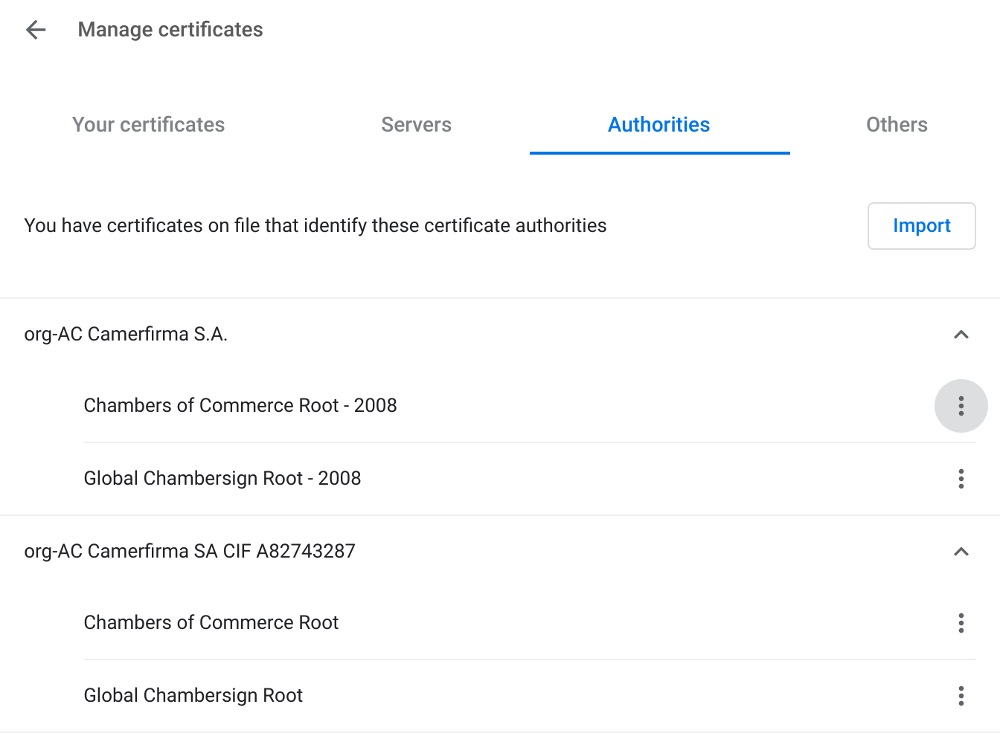 Manage certificates
Your certificates
Servers
Authorities
Others
You have certificates on file that identify these certificate authorities
Import
org-AC Camerfirma S.A.
Chambers of Commerce Root - 2008
Global Chambersign Root - 2008
org-AC Camerfirma SA CIF A82743287
Chambers of Commerce Root
Global Chambersign Root